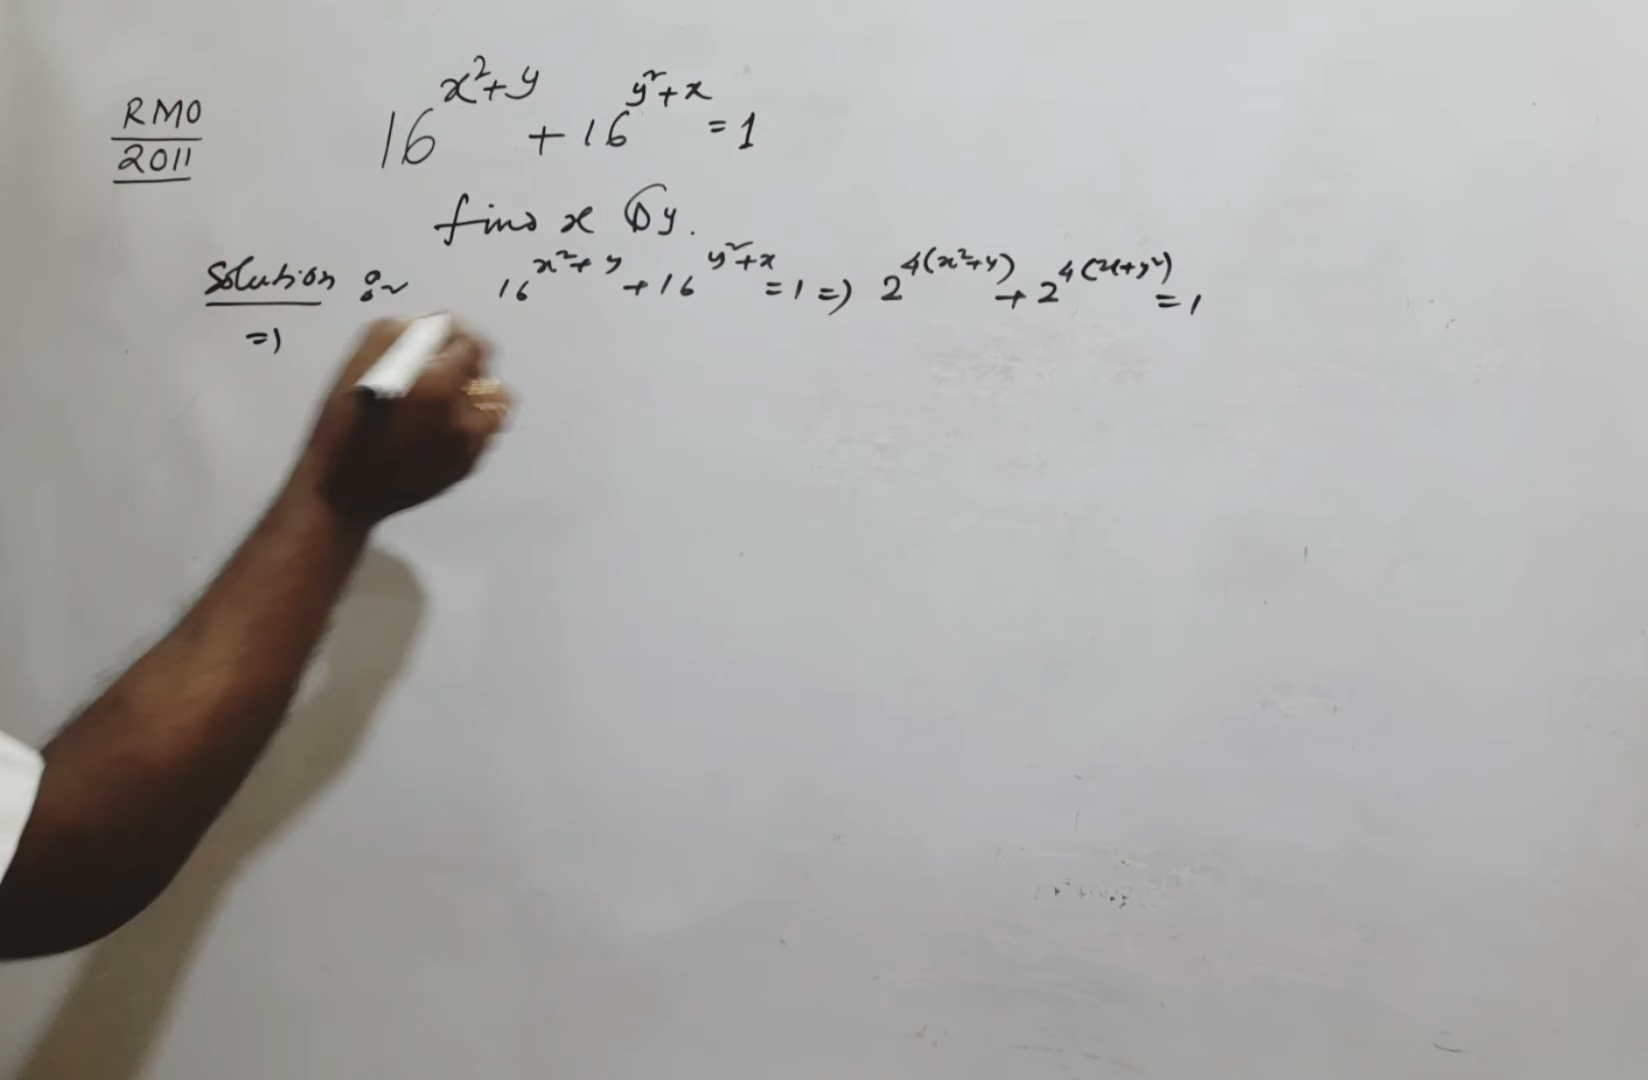 RMO
2011
16^{x²+y} + 16^{y²+x} = 1
find x & y.
Solution :~ 16^{x²+y} + 16^{y²+x} = 1 => 2^{4(x²+y)} + 2^{4(x+y²)} = 1
=>